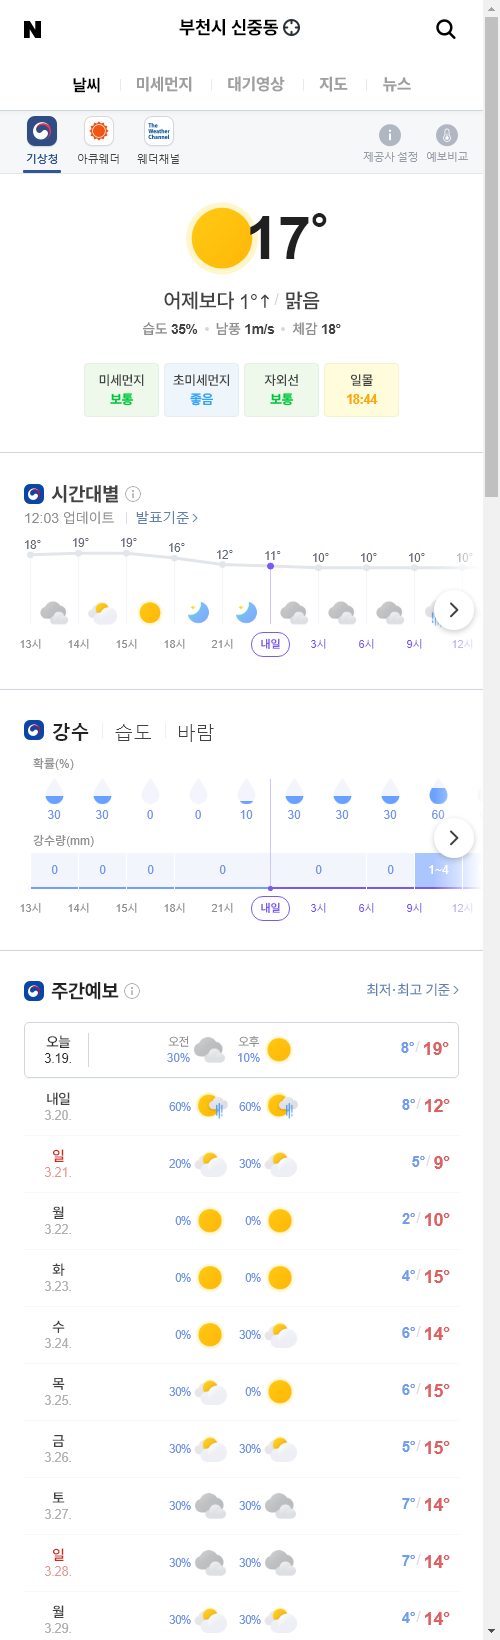 N 부천시 신중동
날씨 미세먼지 대기영상 지도 뉴스
The Weather Channel
기상청 아큐웨더 웨더채널 제공사 설정 예보비교
17°
어제보다 1°↑ / 맑음
습도 35% • 남풍 1m/s • 체감 18°
미세먼지 초미세먼지 자외선 일몰
보통 좋음 보통 18:44
시간대별
12:03 업데이트 발표기준 >
18° 19° 19° 16° 12° 11° 10° 10° 10° 10°
13시 14시 15시 18시 21시 내일 3시 6시 9시 12시
강수 습도 바람
확률(%)
30 30 0 0 10 30 30 30 60
강수량(mm)
0 0 0 0 0 0 1~4
13시 14시 15시 18시 21시 내일 3시 6시 9시 12시
주간예보 최저·최고 기준 >
오늘 3.19. 오전 30% 오후 10% 8°/19°
내일 3.20. 60% 60% 8°/12°
일 3.21. 20% 30% 5°/9°
월 3.22. 0% 0% 2°/10°
화 3.23. 0% 0% 4°/15°
수 3.24. 0% 30% 6°/14°
목 3.25. 30% 0% 6°/15°
금 3.26. 30% 30% 5°/15°
토 3.27. 30% 30% 7°/14°
일 3.28. 30% 30% 7°/14°
월 3.29. 30% 30% 4°/14°